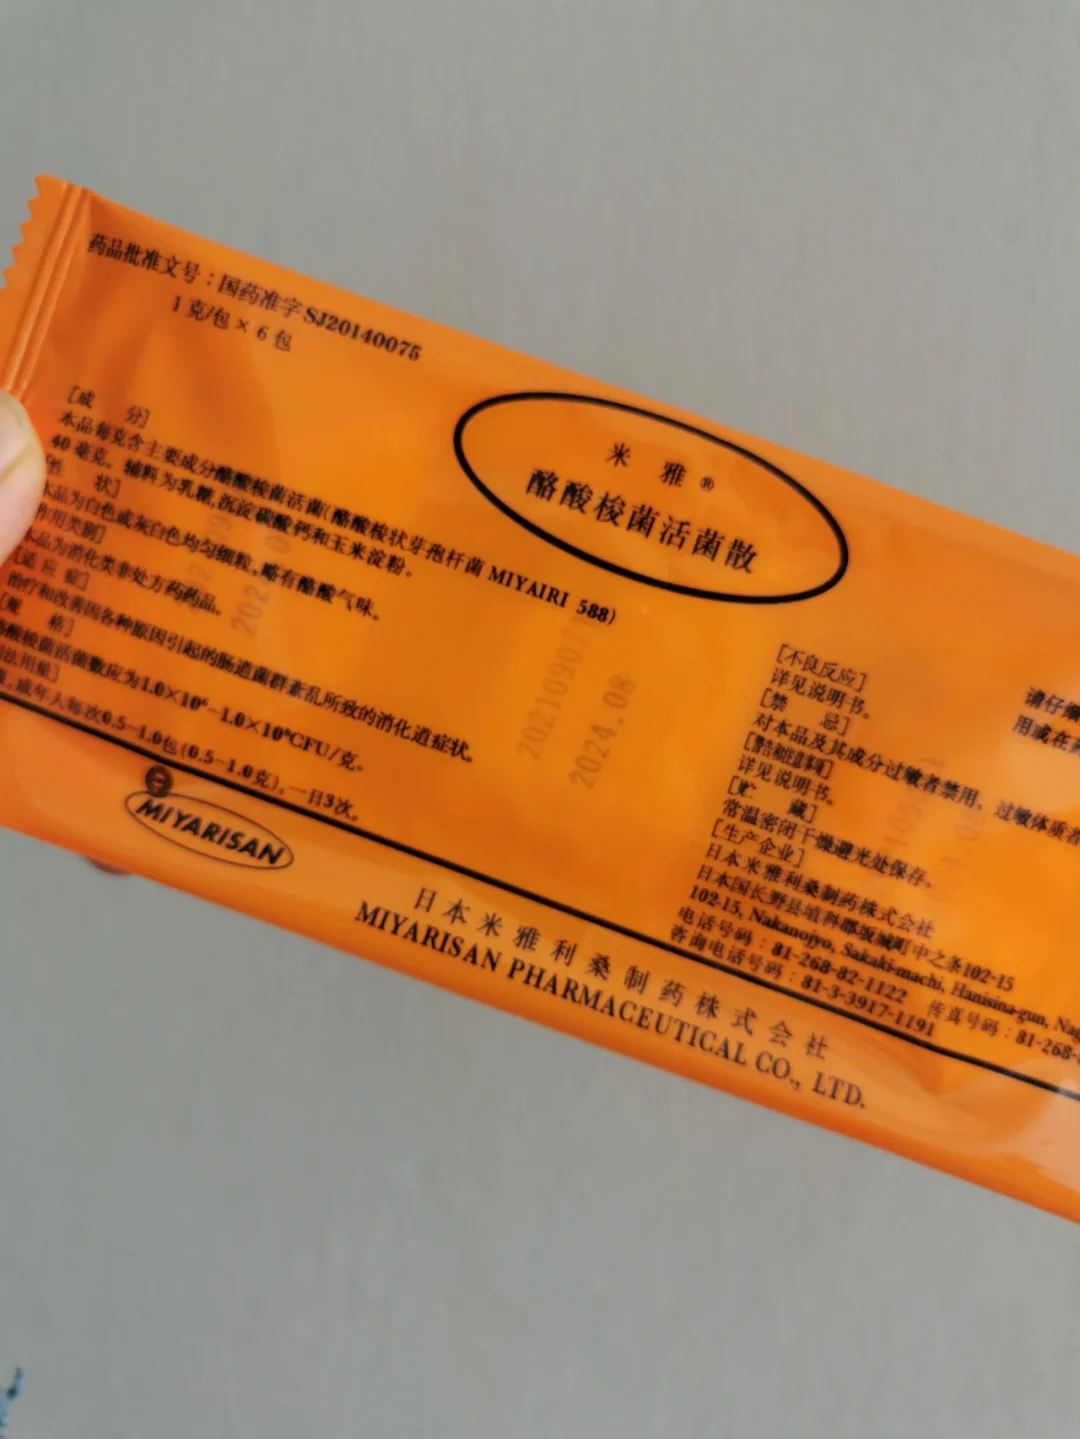 药品批准文号：国药准字SJ20140075
1克/包×6包
米 雅®
酪酸梭菌活菌散
[成 分]
本品每克含主要成分酪酸梭菌活菌(酪酸梭状芽孢杆菌 MIYAIRI 588)
40毫克。辅料为乳糖,沉淀碳酸钙和玉米淀粉。
状]
品为白色或灰白色均匀细粒,略有酪酸气味。
作用类别]
本品为消化类非处方药药品。
[适应症]
治疗和改善因各种原因引起的肠道菌群紊乱所致的消化道症状。
格]
酪酸梭菌活菌数应为1.0×10⁶-1.0×10⁸CFU/克。
法用量]
成年人每次0.5-1.0包(0.5-1.0克),一日3次。
202109071
2024.08
[不良反应]
详见说明书。
[禁 忌]
对本品及其成分过敏者禁用，过敏体质者
详见说明书。
[贮 藏]
常温密闭干燥避光处保存。
[生产企业]
日本米雅利桑制药株式会社
日本国长野县埴科郡坂城町中之条102-15
102-15, Nakanojyo, Sakaki-machi, Hanisina-gun, Nag
电话号码：81-268-82-1122 传真号码：81-268-
咨询电话号码：81-3-3917-1191
请仔细
用或在
MIYARISAN
日本米雅利桑制药株式会社
MIYARISAN PHARMACEUTICAL CO., LTD.